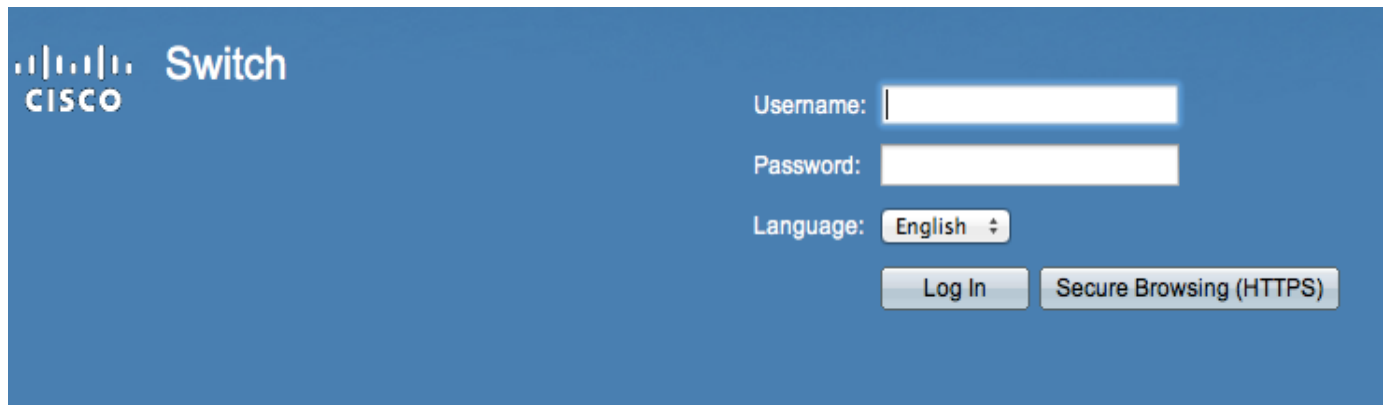 Switch
CISCO
Username:
Password:
Language: English
Log In Secure Browsing (HTTPS)